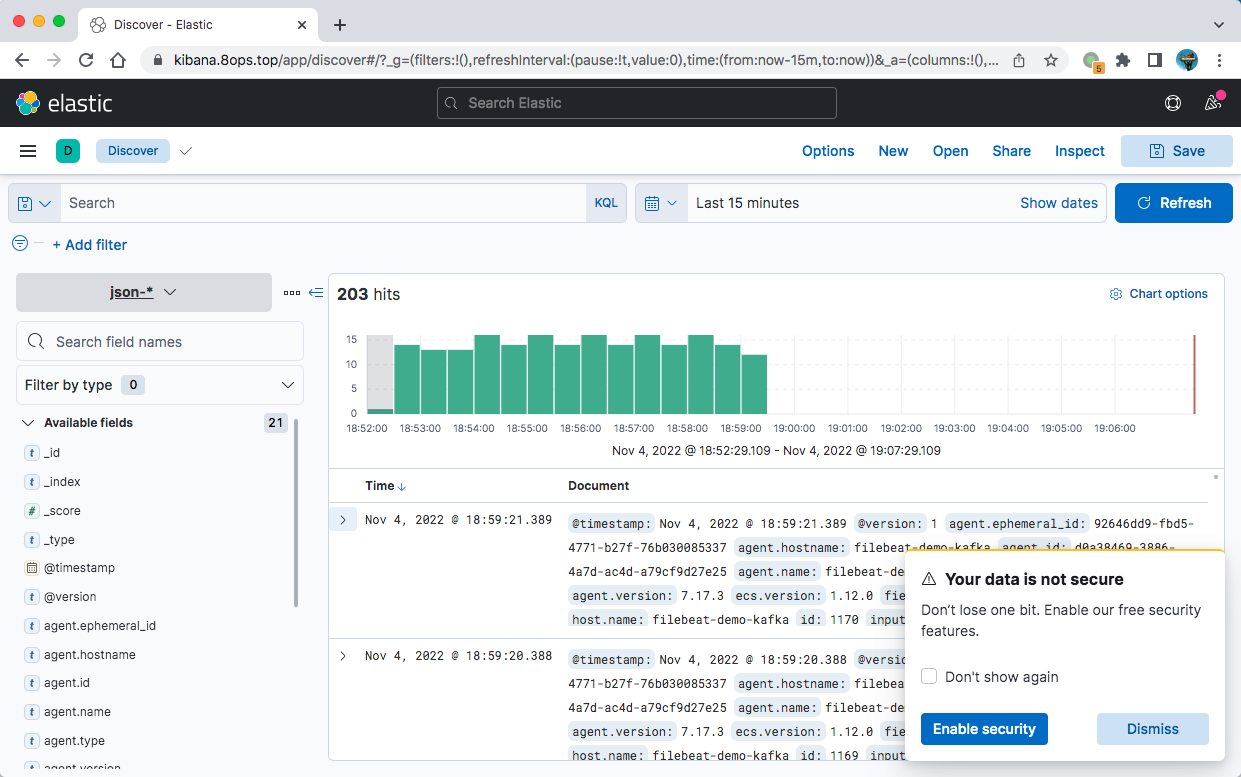 Discover - Elastic
kibana.8ops.top/app/discover#/?_g=(filters:!(),refreshInterval:(pause:!t,value:0),time:(from:now-15m,to:now))&_a=(columns:!(),...
5
elastic
Search Elastic
D Discover Options New Open Share Inspect Save
Search KQL Last 15 minutes Show dates Refresh
+ Add filter
json-*
203 hits Chart options
Search field names
Filter by type 0
Available fields 21
t _id
t _index
# _score
t _type
@timestamp
t @version
t agent.ephemeral_id
t agent.hostname
t agent.id
t agent.name
t agent.type
t agent.version
15
10
5
0
18:52:00 18:53:00 18:54:00 18:55:00 18:56:00 18:57:00 18:58:00 18:59:00 19:00:00 19:01:00 19:02:00 19:03:00 19:04:00 19:05:00 19:06:00
Nov 4, 2022 @ 18:52:29.109 - Nov 4, 2022 @ 19:07:29.109
Time Document
Nov 4, 2022 @ 18:59:21.389 @timestamp: Nov 4, 2022 @ 18:59:21.389 @version: 1 agent.ephemeral_id: 92646dd9-fbd5-
4771-b27f-76b030085337 agent.hostname: filebeat-demo-kafka agent.id: d0a38469-3886-
4a7d-ac4d-a79cf9d27e25 agent.name: filebeat-de
agent.version: 7.17.3 ecs.version: 1.12.0 fie
host.name: filebeat-demo-kafka id: 1170 input
Nov 4, 2022 @ 18:59:20.388 @timestamp: Nov 4, 2022 @ 18:59:20.388 @versio
4771-b27f-76b030085337 agent.hostname: filebea
4a7d-ac4d-a79cf9d27e25 agent.name: filebeat-de
agent.version: 7.17.3 ecs.version: 1.12.0 fie
host.name: filebeat-demo-kafka id: 1169 input
Your data is not secure
Don’t lose one bit. Enable our free security
features.
Don't show again
Enable security Dismiss